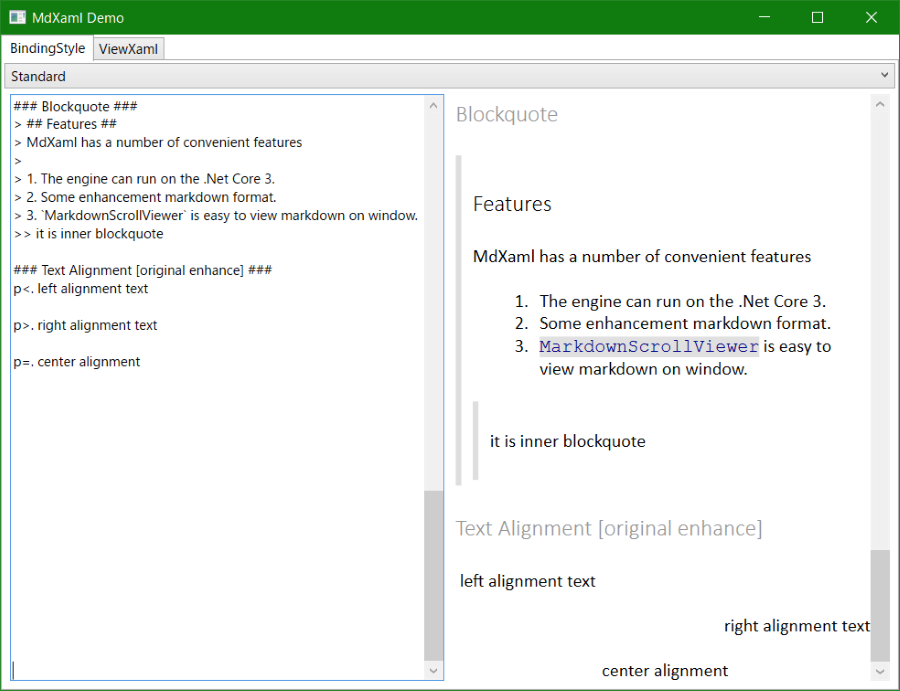 MdXaml Demo
BindingStyle ViewXaml
Standard
### Blockquote ###
> ## Features ##
> MdXaml has a number of convenient features
>
> 1. The engine can run on the .Net Core 3.
> 2. Some enhancement markdown format.
> 3. `MarkdownScrollViewer` is easy to view markdown on window.
>> it is inner blockquote
### Text Alignment [original enhance] ###
p<. left alignment text
p>. right alignment text
p=. center alignment
Blockquote
Features
MdXaml has a number of convenient features
1. The engine can run on the .Net Core 3.
2. Some enhancement markdown format.
3. MarkdownScrollViewer is easy to
view markdown on window.
it is inner blockquote
Text Alignment [original enhance]
left alignment text
right alignment text
center alignment